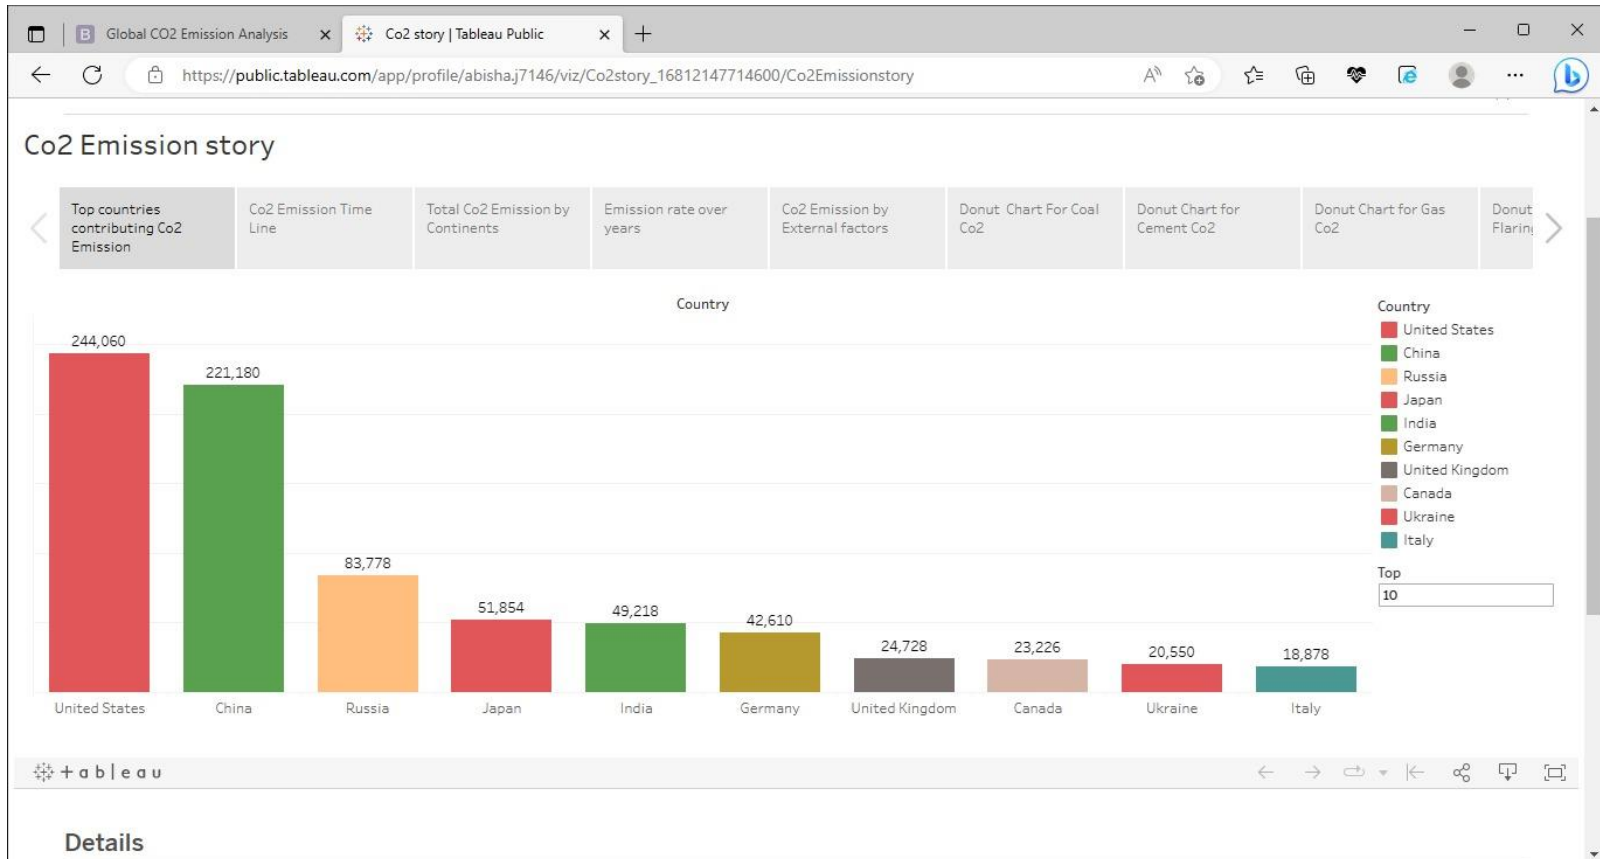 Global CO2 Emission Analysis
Co2 story | Tableau Public
https://public.tableau.com/app/profile/abisha.j7146/viz/Co2story_16812147714600/Co2Emissionstory
Co2 Emission story
Top countries
contributing Co2
Emission
Co2 Emission Time
Line
Total Co2 Emission by
Continents
Emission rate over
years
Co2 Emission by
External factors
Donut Chart For Coal
Co2
Donut Chart for
Cement Co2
Donut Chart for Gas
Co2
Donut
Country
244,060
221,180
83,778
51,854
49,218
42,610
24,728
23,226
20,550
18,878
United States
China
Russia
Japan
India
Germany
United Kingdom
Canada
Ukraine
Italy
Country
United States
China
Russia
Japan
India
Germany
United Kingdom
Canada
Ukraine
Italy
Top
10
+ableau
Details